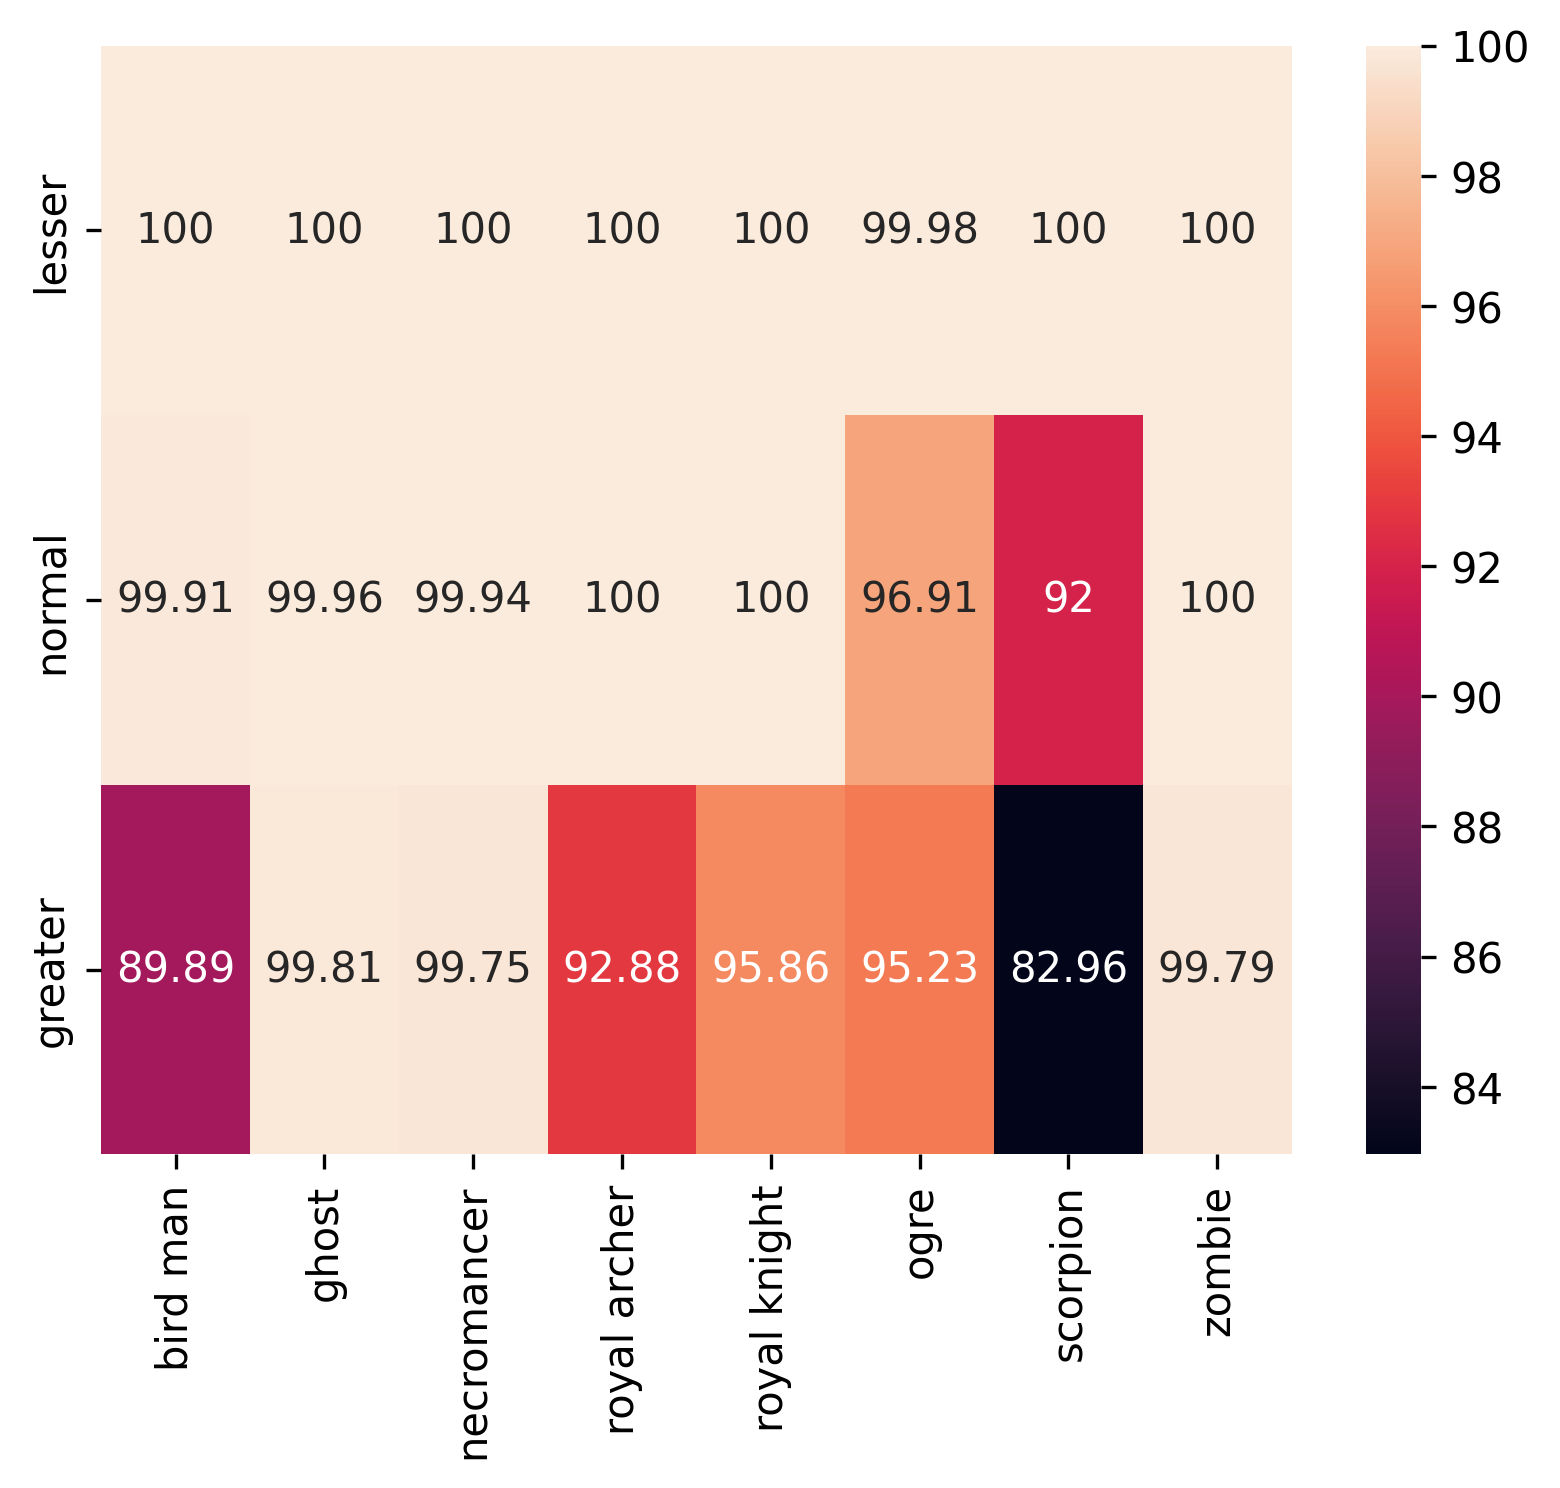 lesser 100 100 100 100 100 99.98 100 100
normal 99.91 99.96 99.94 100 100 96.91 92 100
greater 89.89 99.81 99.75 92.88 95.86 95.23 82.96 99.79
bird man
ghost
necromancer
royal archer
royal knight
ogre
scorpion
zombie
100
98
96
94
92
90
88
86
84